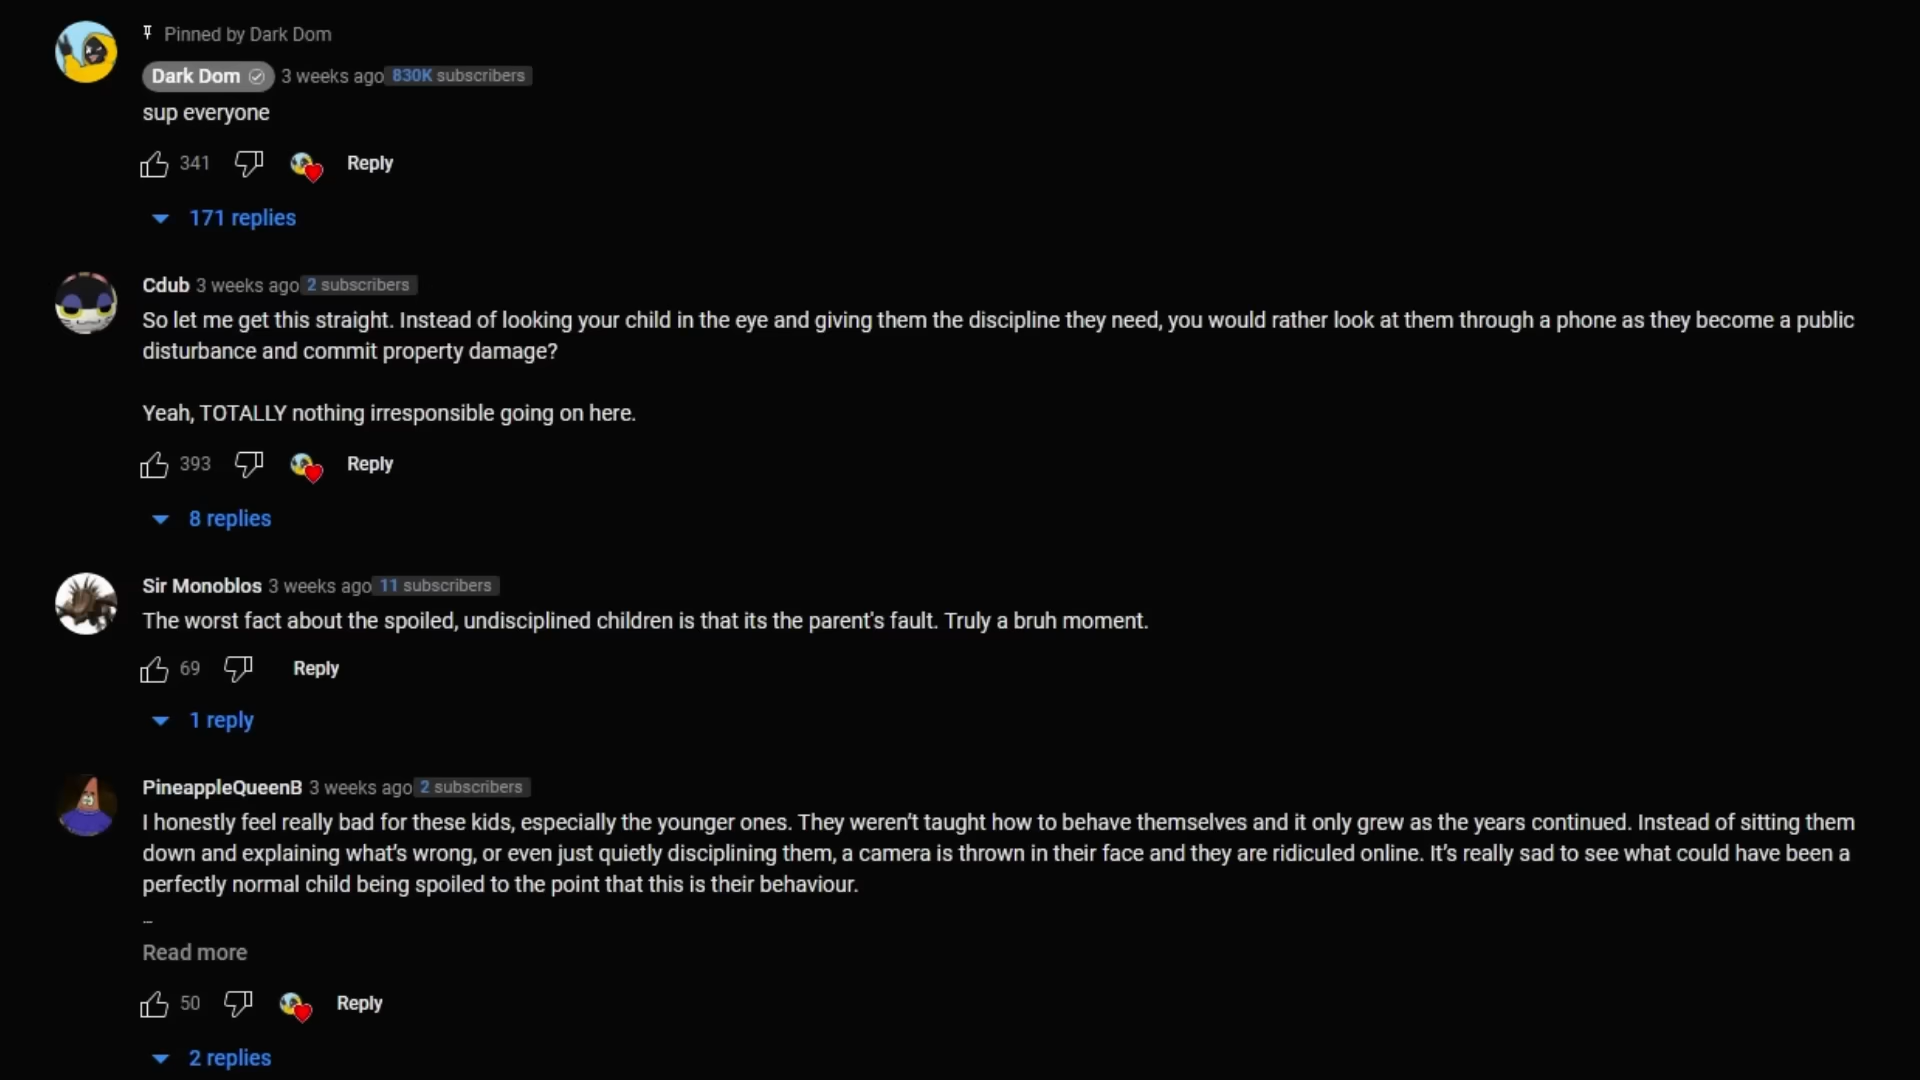 Pinned by Dark Dom
Dark Dom 3 weeks ago 830K subscribers
sup everyone
341 Reply
171 replies
Cdub 3 weeks ago 2 subscribers
So let me get this straight. Instead of looking your child in the eye and giving them the discipline they need, you would rather look at them through a phone as they become a public
disturbance and commit property damage?
Yeah, TOTALLY nothing irresponsible going on here.
393 Reply
8 replies
Sir Monoblos 3 weeks ago 11 subscribers
The worst fact about the spoiled, undisciplined children is that its the parent's fault. Truly a bruh moment.
69 Reply
1 reply
PineappleQueenB 3 weeks ago 2 subscribers
I honestly feel really bad for these kids, especially the younger ones. They weren't taught how to behave themselves and it only grew as the years continued. Instead of sitting them
down and explaining what's wrong, or even just quietly disciplining them, a camera is thrown in their face and they are ridiculed online. It's really sad to see what could have been a
perfectly normal child being spoiled to the point that this is their behaviour.
...
Read more
50 Reply
2 replies